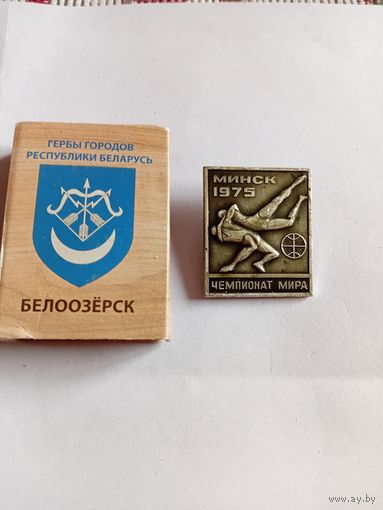 ГЕРБЫ ГОРОДОВ
РЕСПУБЛИКИ БЕЛАРУСЬ
БЕЛООЗЁРСК
МИНСК
1975
ЧЕМПИОНАТ МИРА
www.ay.by